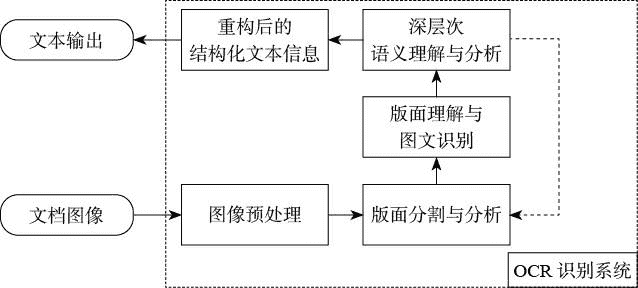 文本输出
重构后的
结构化文本信息
深层次
语义理解与分析
版面理解与
图文识别
文档图像
图像预处理
版面分割与分析
OCR 识别系统